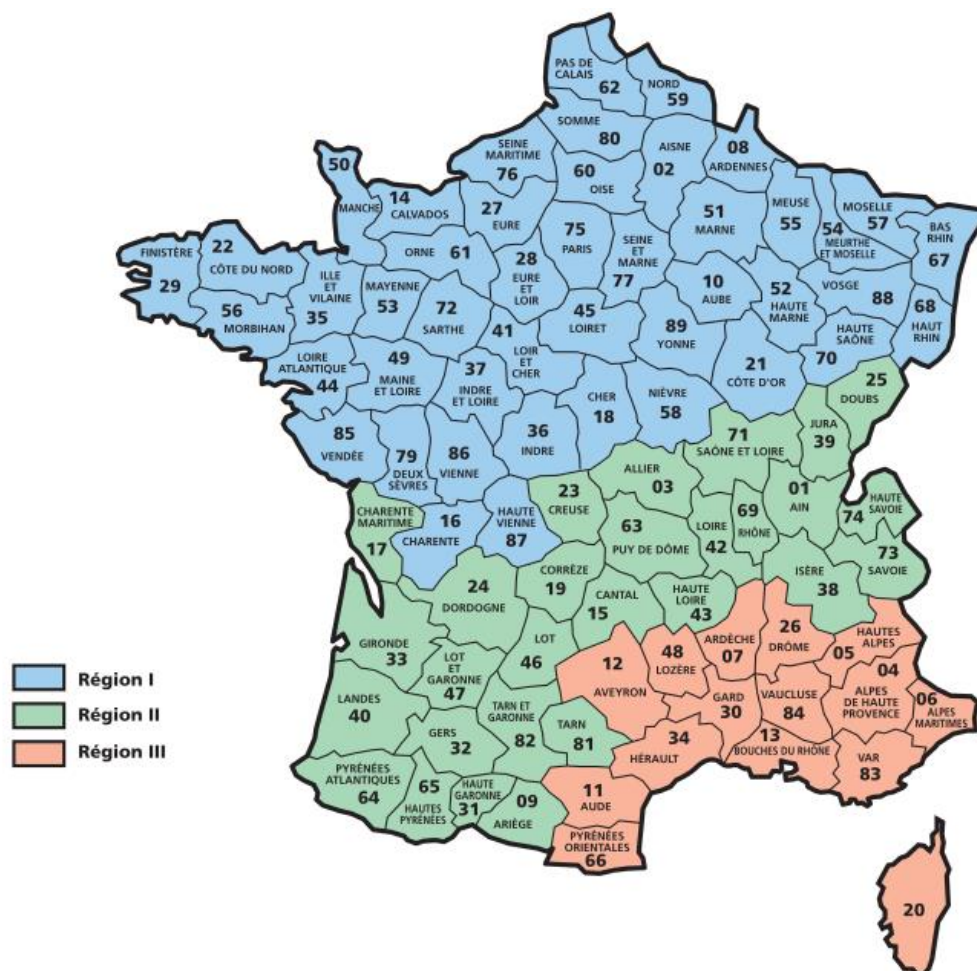 PAS DE
CALAIS
62
NORD
59
SOMME
80
AISNE
02
08
ARDENNES
SEINE
MARITIME
76
60
OISE
50
MANCHE
14
CALVADOS
27
EURE
75
PARIS
SEINE
ET
MARNE
77
51
MARNE
MEUSE
55
54
MEURTHE
ET MOSELLE
MOSELLE
57
BAS
RHIN
67
FINISTÈRE
29
22
CÔTE DU NORD
56
MORBIHAN
ILLE
ET
VILAINE
35
ORNE
61
MAYENNE
53
72
SARTHE
28
EURE
ET
LOIR
41
LOIR
ET
CHER
45
LOIRET
10
AUBE
89
YONNE
52
HAUTE
MARNE
VOSGE
88
68
HAUT
RHIN
HAUTE
SAÔNE
70
LOIRE
ATLANTIQUE
44
49
MAINE
ET LOIRE
37
INDRE
ET LOIRE
CHER
18
NIÈVRE
58
21
CÔTE D'OR
25
DOUBS
85
VENDÉE
79
DEUX
SÈVRES
86
VIENNE
36
INDRE
ALLIER
03
71
SAÔNE ET LOIRE
JURA
39
CHARENTE
MARITIME
17
16
CHARENTE
HAUTE
VIENNE
87
23
CREUSE
63
PUY DE DÔME
LOIRE
42
69
RHÔNE
01
AIN
74
HAUTE
SAVOIE
73
SAVOIE
24
DORDOGNE
CORRÈZE
19
CANTAL
15
HAUTE
LOIRE
43
ISÈRE
38
GIRONDE
33
LOT
ET
GARONNE
47
LOT
46
12
AVEYRON
48
LOZÈRE
ARDÈCHE
07
26
DRÔME
HAUTES
ALPES
05
Région I
Région II
Région III
LANDES
40
GERS
32
TARN ET
GARONNE
82
TARN
81
GARD
30
VAUCLUSE
84
04
ALPES
DE HAUTE
PROVENCE
06
ALPES
MARITIMES
34
HÉRAULT
13
BOUCHES DU RHÔNE
VAR
83
PYRÉNÉES
ATLANTIQUES
64
65
HAUTES
PYRÉNÉES
HAUTE
GARONNE
31
09
ARIÈGE
11
AUDE
PYRÉNÉES
ORIENTALES
66
20